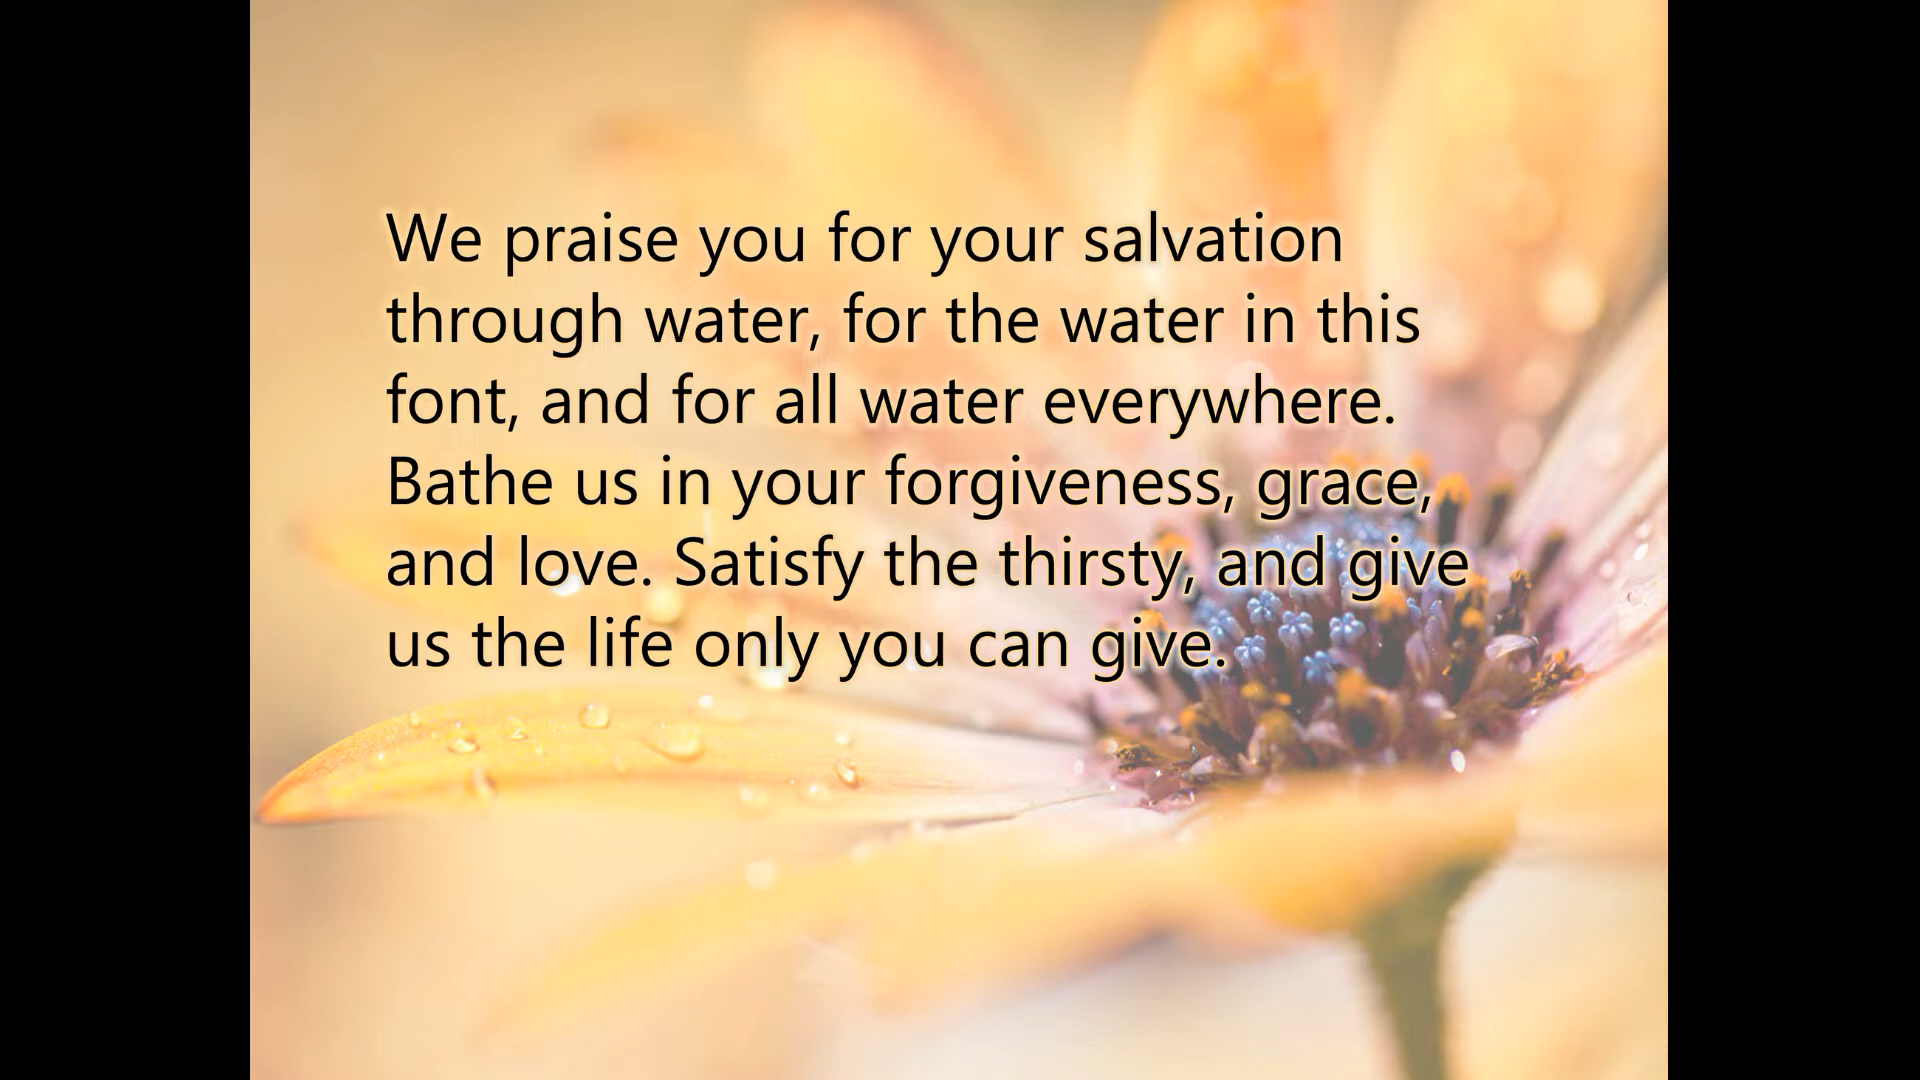 We praise you for your salvation
through water, for the water in this
font, and for all water everywhere.
Bathe us in your forgiveness, grace,
and love. Satisfy the thirsty, and give
us the life only you can give.